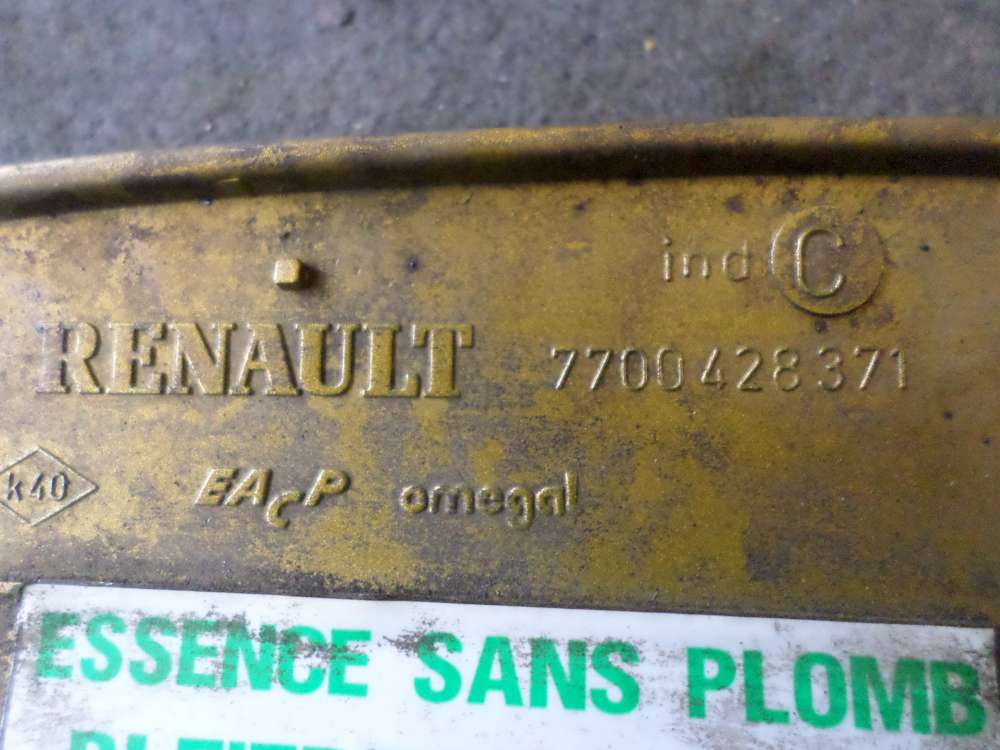 ind C
RENAULT 7700428371
k40 EACP omegal
ESSENCE SANS PLOMB